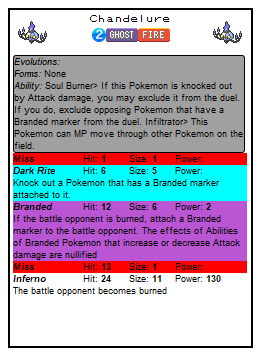 Chandelure
2 GHOST FIRE
Evolutions:
Forms: None
Ability: Soul Burner> If this Pokemon is knocked out
by Attack damage, you may exclude it from the duel.
If you do, exclude opposing Pokemon that have a
Branded marker from the duel. Infiltrator> This
Pokemon can MP move through other Pokemon on the
field.
Miss Hit: 1 Size: 1 Power:
Dark Rite Hit: 6 Size: 5 Power:
Knock out a Pokemon that has a Branded marker
attached to it.
Branded Hit: 12 Size: 6 Power: 2
If the battle opponent is burned, attach a Branded
marker to the battle opponent. The effects of Abilities
of Branded Pokemon that increase or decrease Attack
damage are nullified
Miss Hit: 13 Size: 1 Power:
Inferno Hit: 24 Size: 11 Power: 130
The battle opponent becomes burned